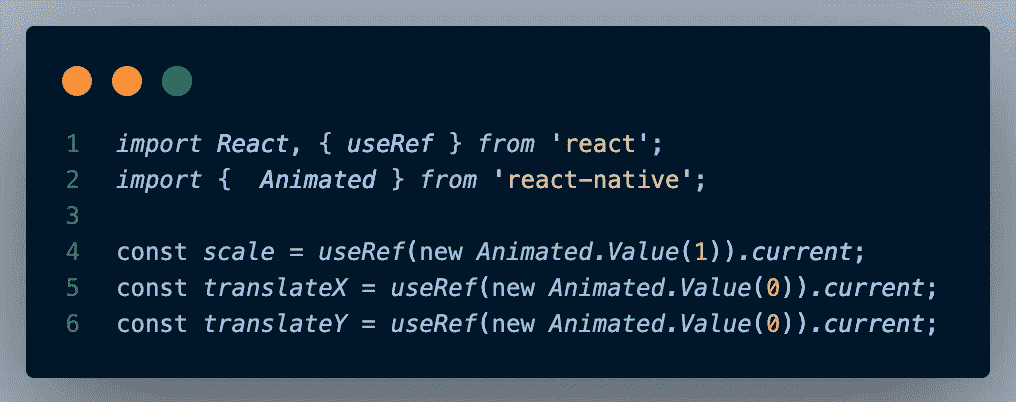 1 import React, { useRef } from 'react';
2 import {  Animated } from 'react-native';
3
4 const scale = useRef(new Animated.Value(1)).current;
5 const translateX = useRef(new Animated.Value(0)).current;
6 const translateY = useRef(new Animated.Value(0)).current;